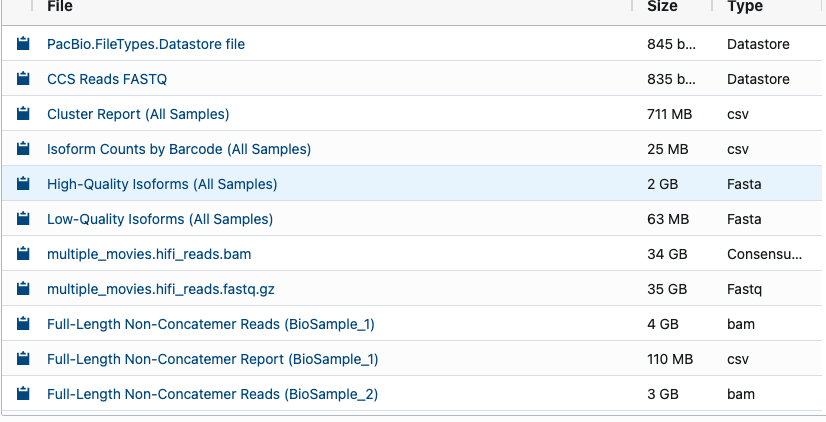 File Size Type
PacBio.FileTypes.Datastore file 845 b... Datastore
CCS Reads FASTQ 835 b... Datastore
Cluster Report (All Samples) 711 MB csv
Isoform Counts by Barcode (All Samples) 25 MB csv
High-Quality Isoforms (All Samples) 2 GB Fasta
Low-Quality Isoforms (All Samples) 63 MB Fasta
multiple_movies.hifi_reads.bam 34 GB Consensu...
multiple_movies.hifi_reads.fastq.gz 35 GB Fastq
Full-Length Non-Concatemer Reads (BioSample_1) 4 GB bam
Full-Length Non-Concatemer Report (BioSample_1) 110 MB csv
Full-Length Non-Concatemer Reads (BioSample_2) 3 GB bam